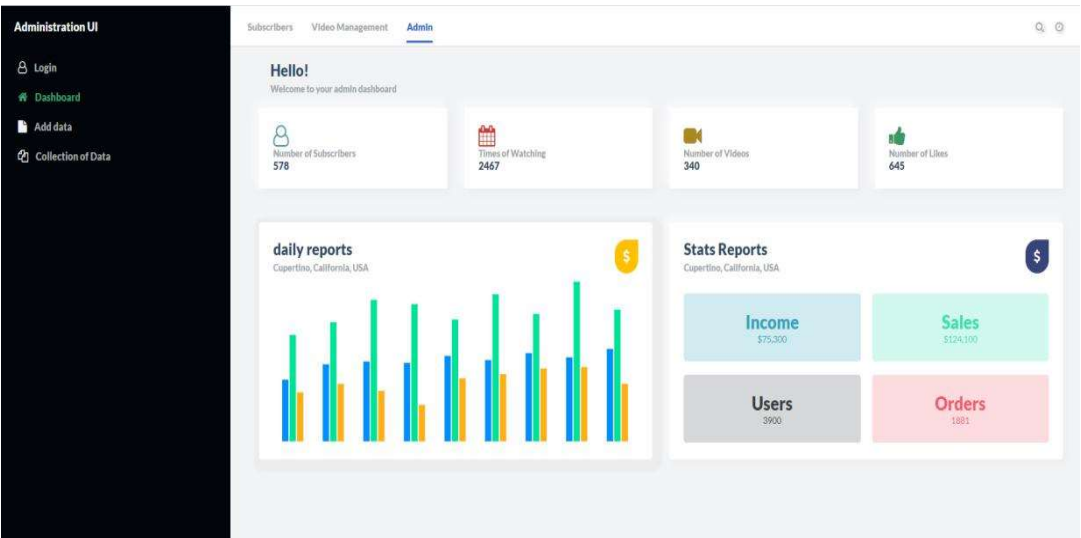 Administration UI
Subscribers Video Management Admin
Login
Dashboard
Add data
Collection of Data
Hello!
Welcome to your admin dashboard
Number of Subscribers
578
Times of Watching
2467
Number of Videos
340
Number of Likes
645
daily reports
Cupertino, California, USA
$
Stats Reports
Cupertino, California, USA
$
Income
$75,300
Sales
$124,100
Users
3900
Orders
1881